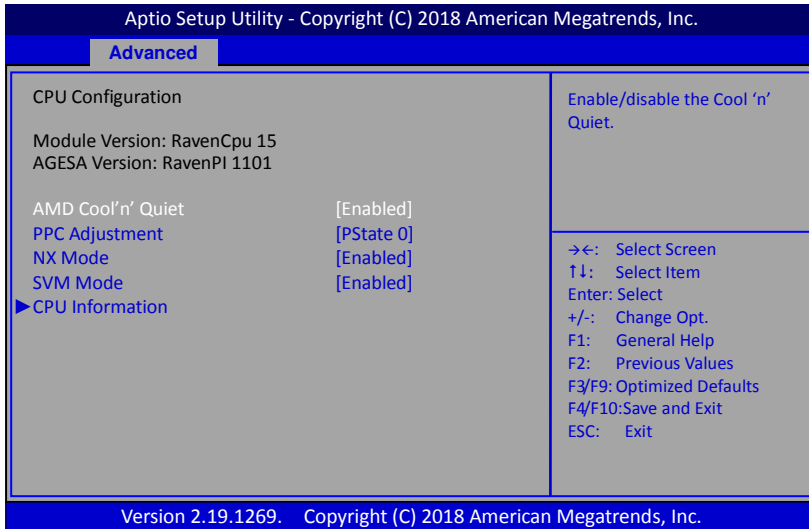 Aptio Setup Utility - Copyright (C) 2018 American Megatrends, Inc.
Advanced
CPU Configuration
Module Version: RavenCpu 15
AGESA Version: RavenPI 1101
AMD Cool'n' Quiet [Enabled]
PPC Adjustment [PState 0]
NX Mode [Enabled]
SVM Mode [Enabled]
►CPU Information
Enable/disable the Cool ‘n’
Quiet.
→←: Select Screen
↑↓: Select Item
Enter: Select
+/-: Change Opt.
F1: General Help
F2: Previous Values
F3/F9: Optimized Defaults
F4/F10:Save and Exit
ESC: Exit
Version 2.19.1269. Copyright (C) 2018 American Megatrends, Inc.